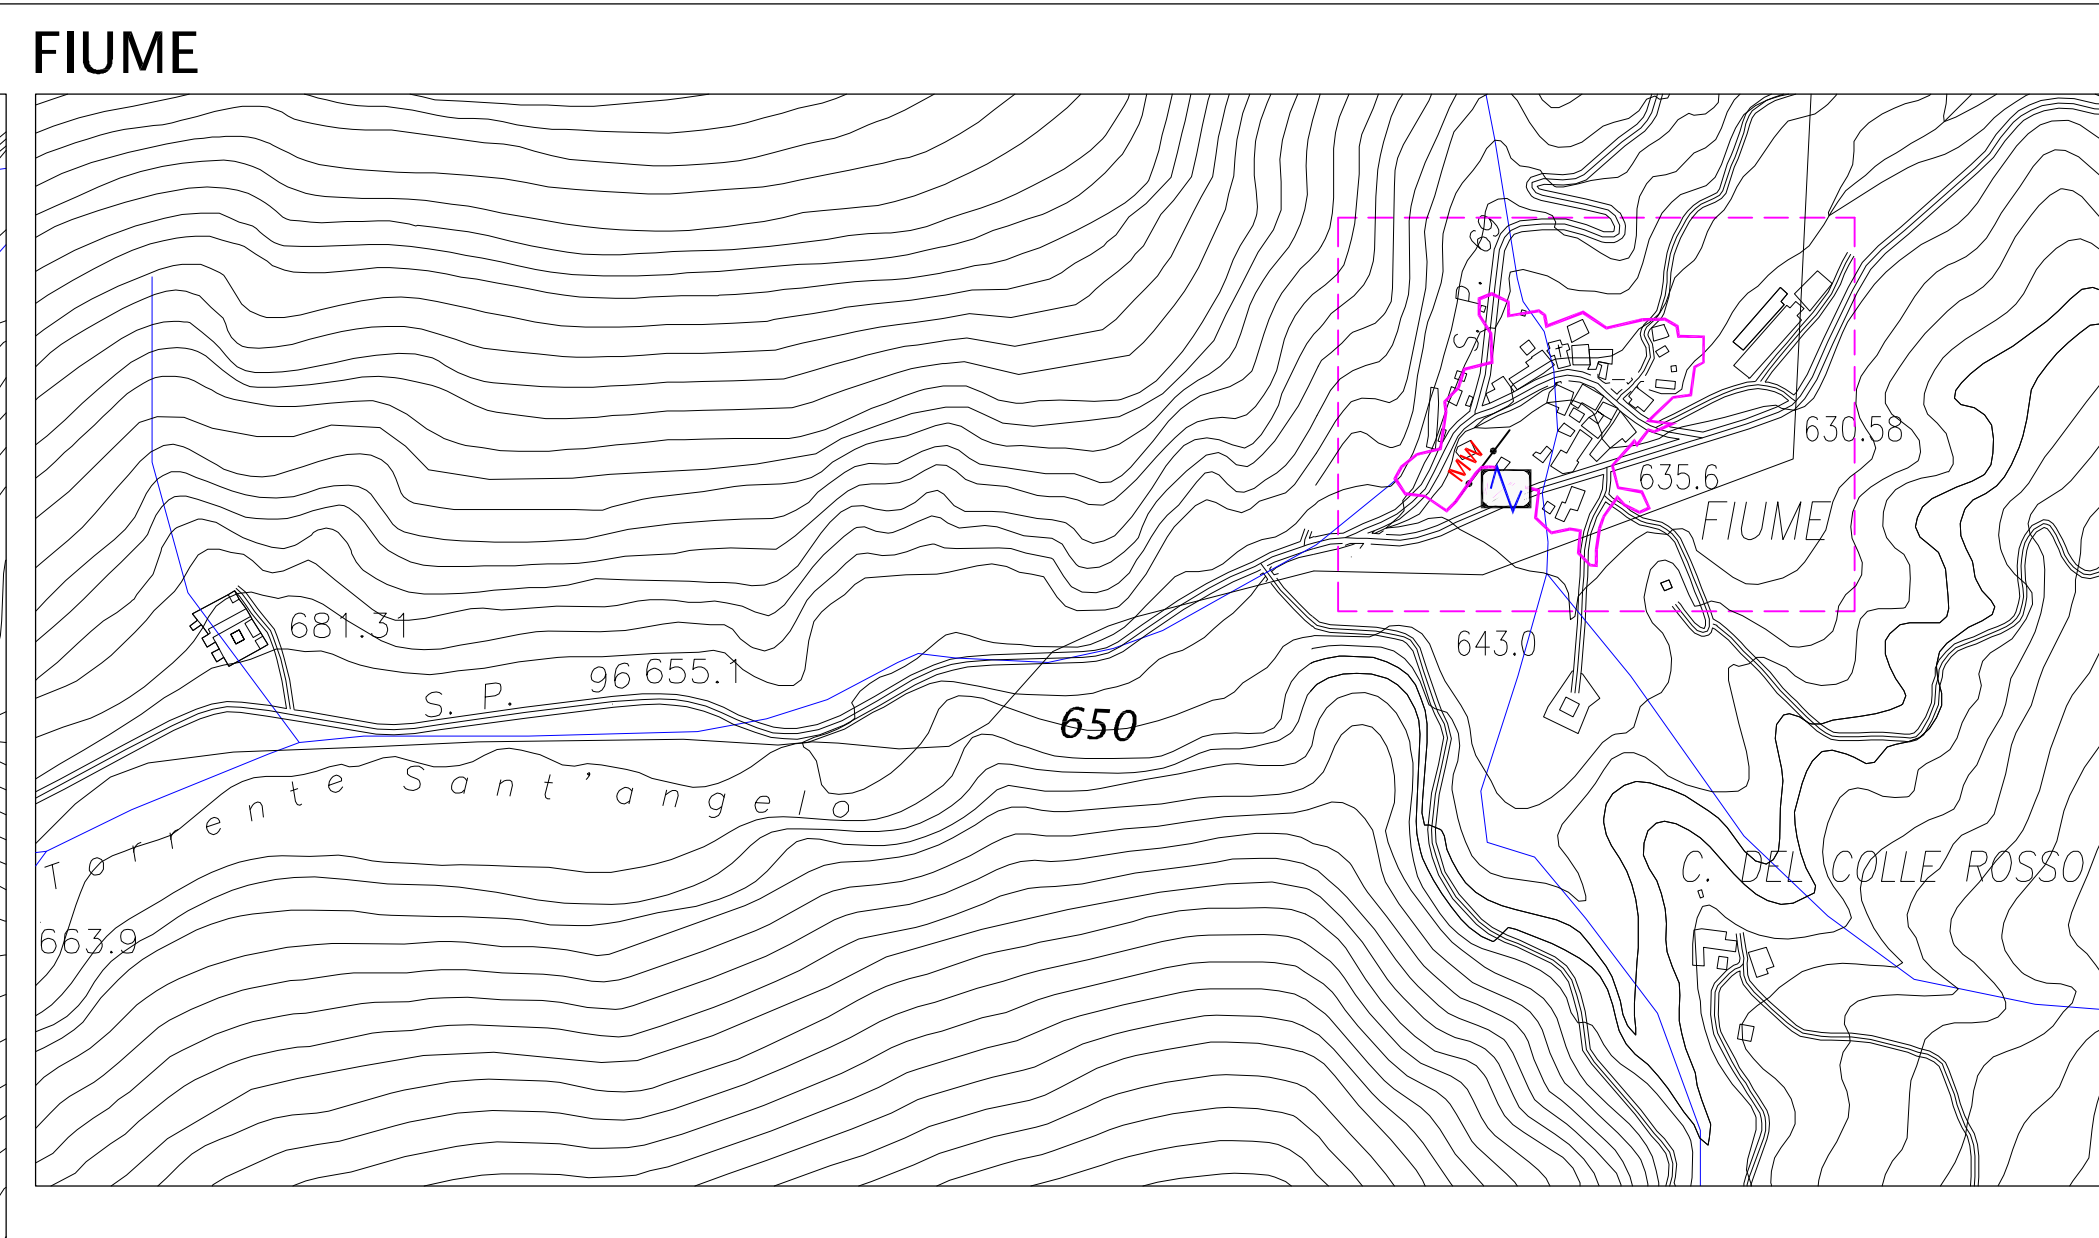 FIUME
S. P. 69
MW
630.58
635.6
FIUME
681.31
643.0
S. P. 96 655.1
650
Torrente Sant'angelo
C. DEL COLLE ROSSO
663.9